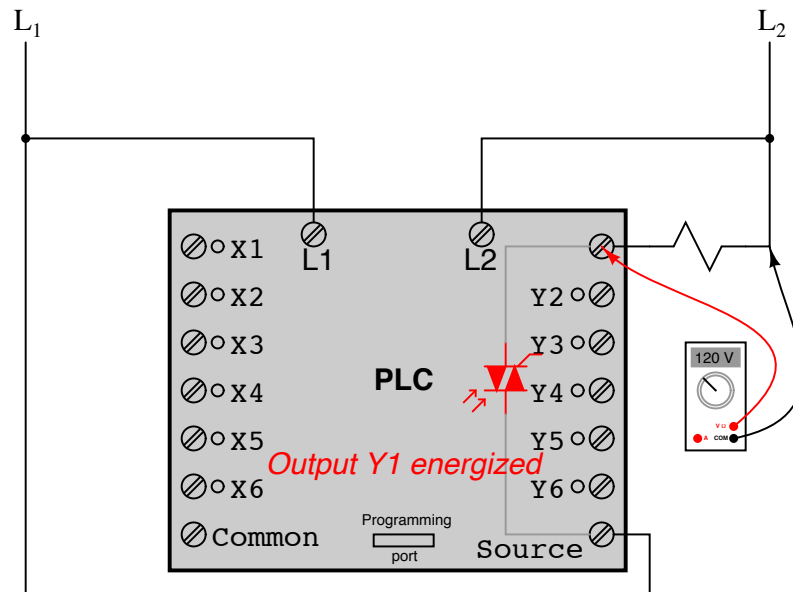 L1
L2
L1
L2
X1
X2
Y2
X3
Y3
120 V
X4
PLC
Y4
V Ω
A COM
X5
Y5
Output Y1 energized
X6
Y6
Programming
port
Common
Source